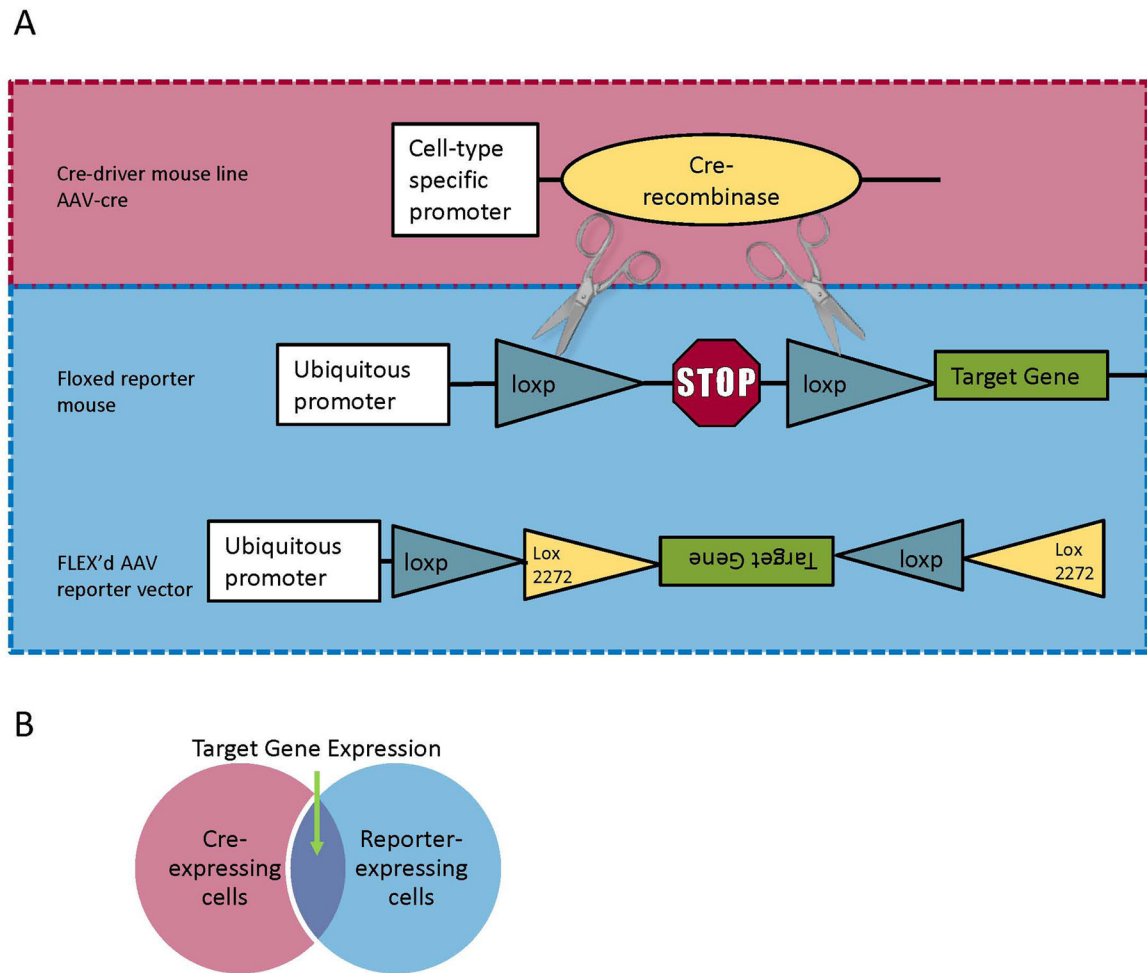 A
Cre-driver mouse line
AAV-cre
Cell-type
specific
promoter
Cre-
recombinase
Floxed reporter
mouse
Ubiquitous
promoter
loxp
STOP
loxp
Target Gene
FLEX'd AAV
reporter vector
Ubiquitous
promoter
loxp
Lox
2272
Target Gene
loxp
Lox
2272
B
Target Gene Expression
Cre-
expressing
cells
Reporter-
expressing
cells